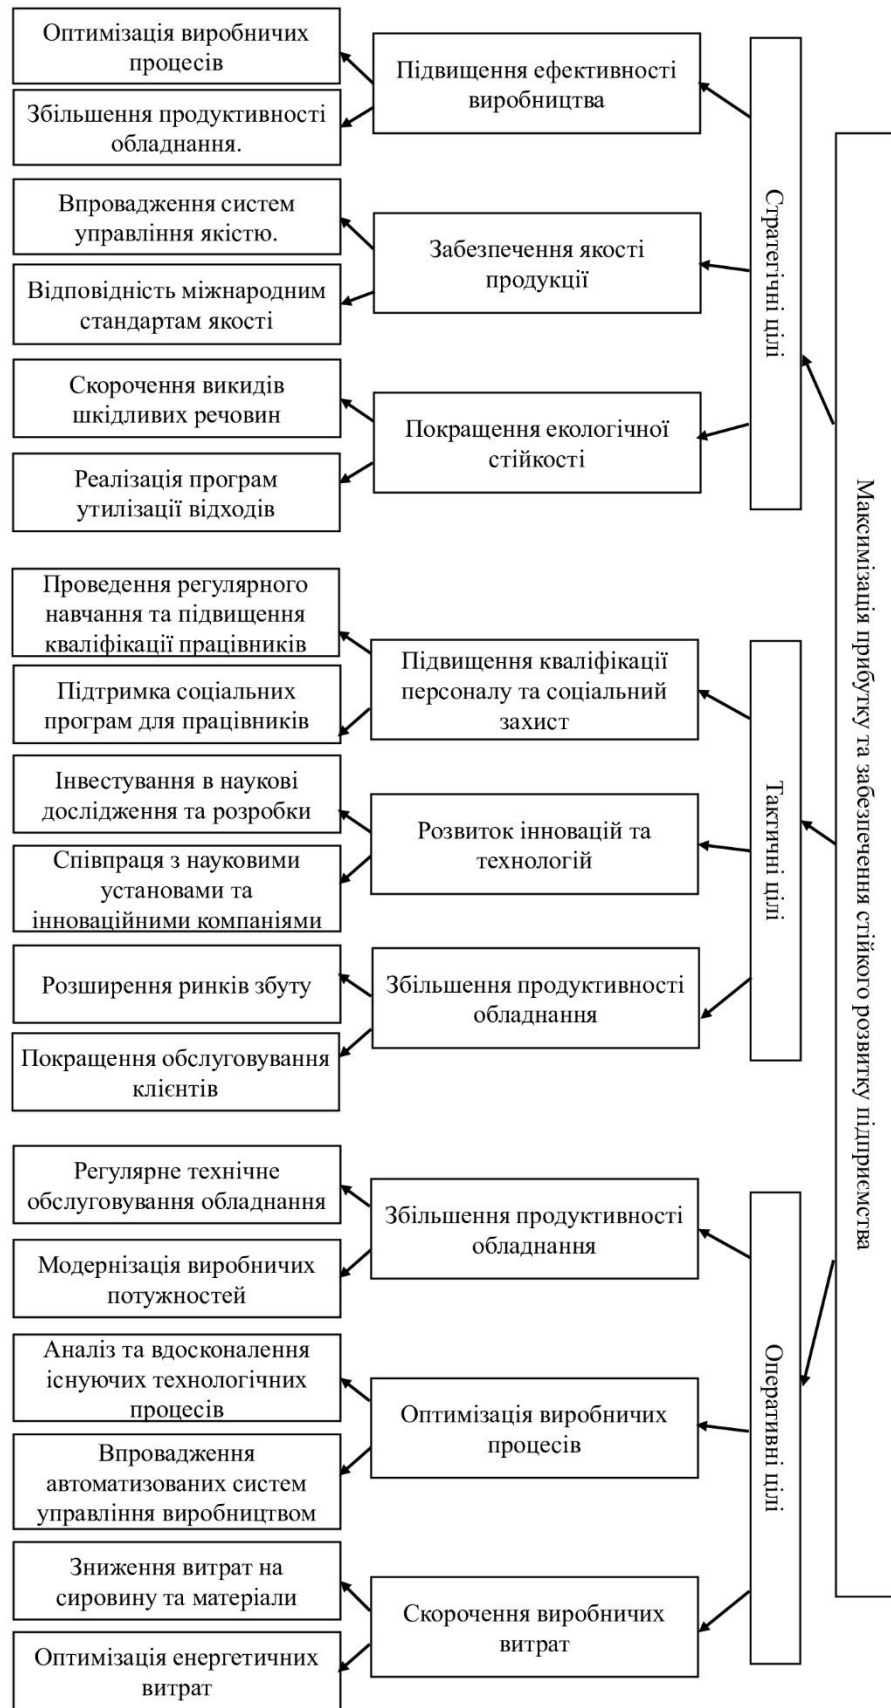 Оптимізація виробничих
процесів
Збільшення продуктивності
обладнання.
Підвищення ефективності
виробництва
Впровадження систем
управління якістю.
Відповідність міжнародним
стандартам якості
Забезпечення якості
продукції
Скорочення викидів
шкідливих речовин
Реалізація програм
утилізації відходів
Покращення екологічної
стійкості
Стратегічні цілі
Проведення регулярного
навчання та підвищення
кваліфікації працівників
Підтримка соціальних
програм для працівників
Підвищення кваліфікації
персоналу та соціальний
захист
Інвестування в наукові
дослідження та розробки
Співпраця з науковими
установами та
інноваційними компаніями
Розвиток інновацій та
технологій
Розширення ринків збуту
Покращення обслуговування
клієнтів
Збільшення продуктивності
обладнання
Тактичні цілі
Регулярне технічне
обслуговування обладнання
Модернізація виробничих
потужностей
Збільшення продуктивності
обладнання
Аналіз та вдосконалення
існуючих технологічних
процесів
Впровадження
автоматизованих систем
управління виробництвом
Оптимізація виробничих
процесів
Зниження витрат на
сировину та матеріали
Оптимізація енергетичних
витрат
Скорочення виробничих
витрат
Оперативні цілі
Максимізація прибутку та забезпечення стійкого розвитку підприємства